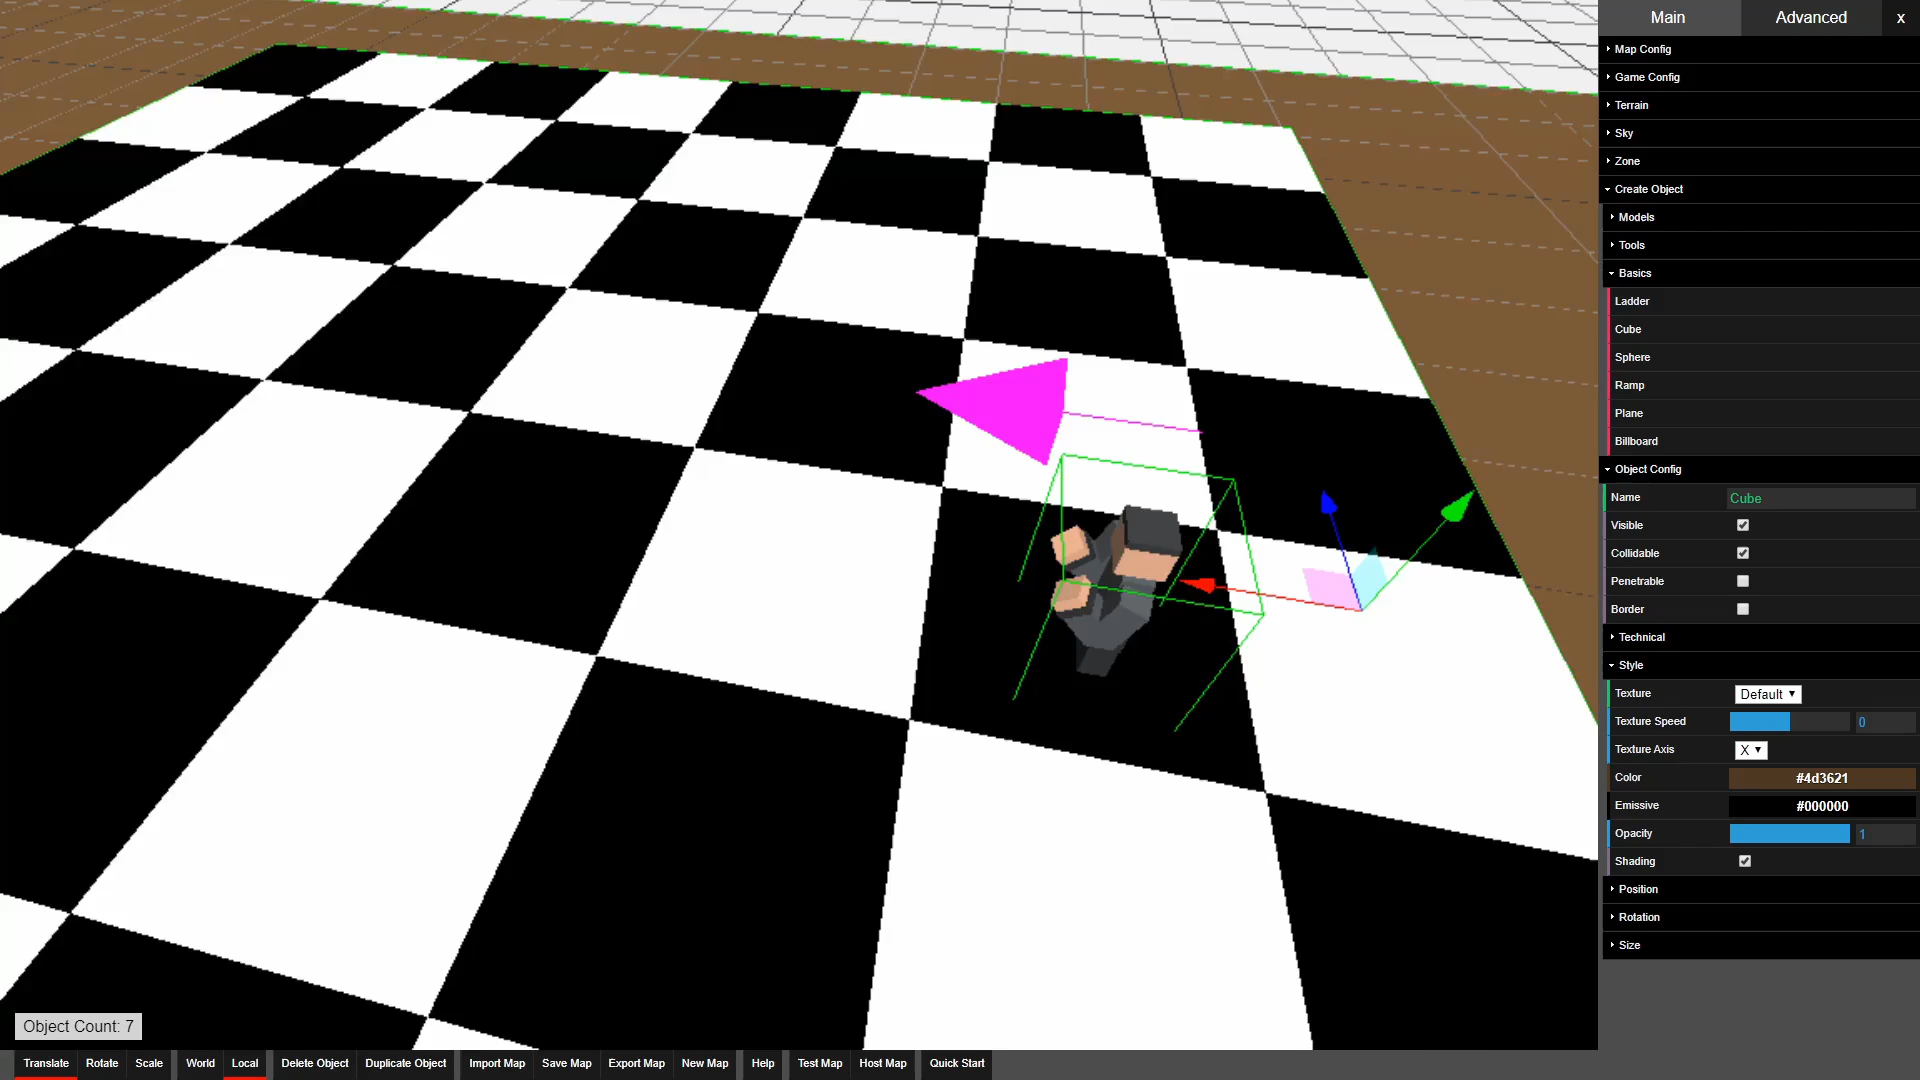 Main Advanced x
Map Config
Game Config
Terrain
Sky
Zone
Create Object
Models
Tools
Basics
Ladder
Cube
Sphere
Ramp
Plane
Billboard
Object Config
Name Cube
Visible
Collidable
Penetrable
Border
Technical
Style
Texture Default
Texture Speed 0
Texture Axis X
Color #4d3621
Emissive #000000
Opacity 1
Shading
Position
Rotation
Size
Object Count: 7
Translate Rotate Scale World Local Delete Object Duplicate Object Import Map Save Map Export Map New Map Help Test Map Host Map Quick Start